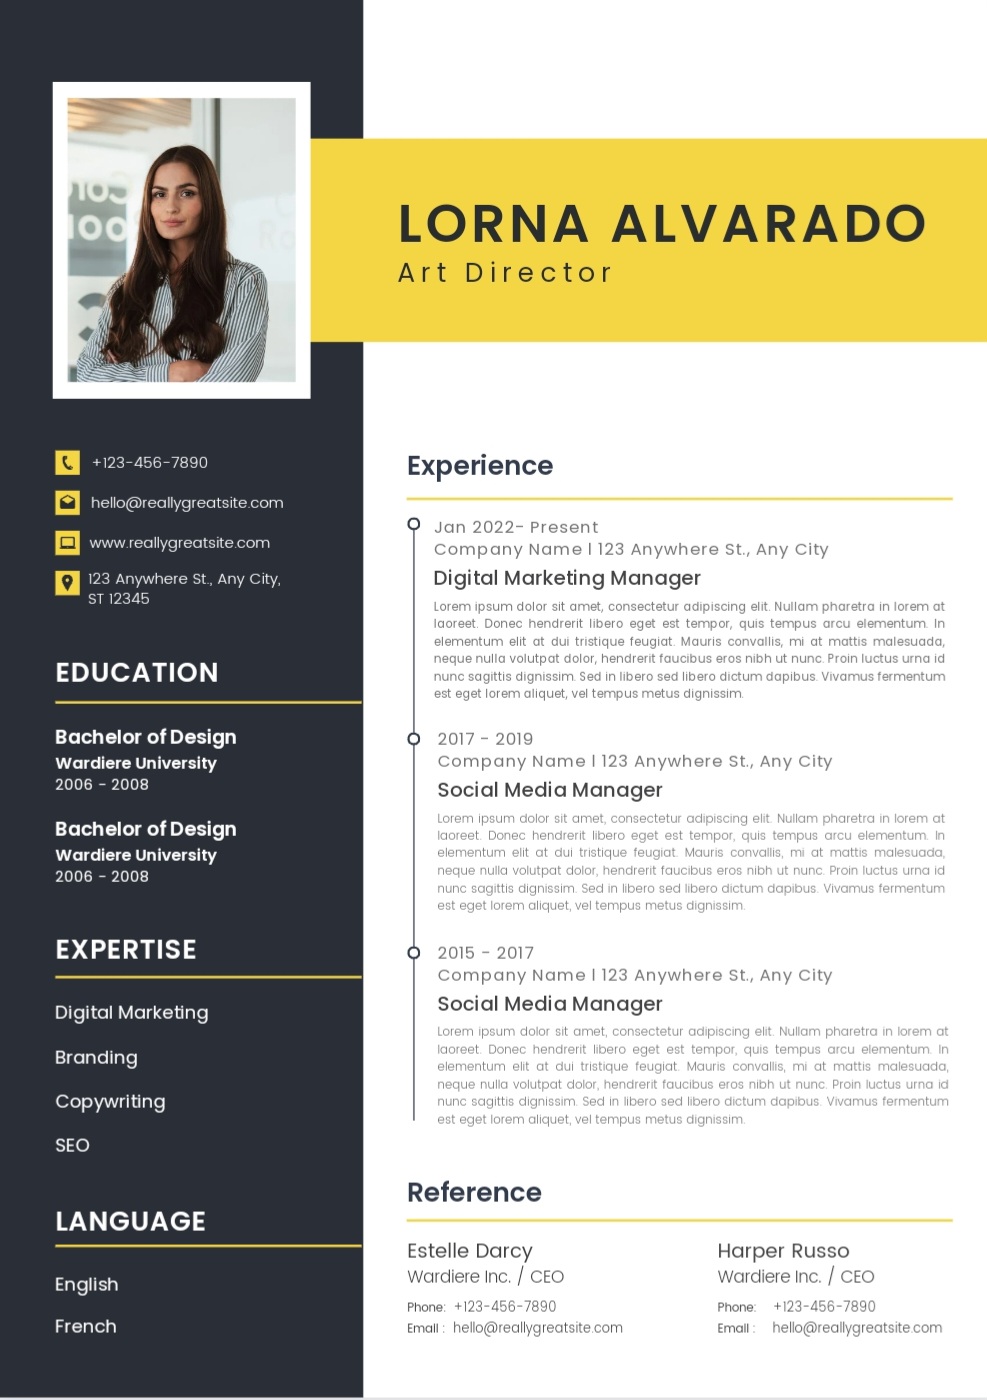 LORNA ALVARADO
Art Director
+123-456-7890
hello@reallygreatsite.com
www.reallygreatsite.com
123 Anywhere St., Any City,
ST 12345
EDUCATION
Bachelor of Design
Wardiere University
2006 - 2008
Bachelor of Design
Wardiere University
2006 - 2008
EXPERTISE
Digital Marketing
Branding
Copywriting
SEO
LANGUAGE
English
French
Experience
Jan 2022- Present
Company Name l 123 Anywhere St., Any City
Digital Marketing Manager
Lorem ipsum dolor sit amet, consectetur adipiscing elit. Nullam pharetra in lorem at
laoreet. Donec hendrerit libero eget est tempor, quis tempus arcu elementum. In
elementum elit at dui tristique feugiat. Mauris convallis, mi at mattis malesuada,
neque nulla volutpat dolor, hendrerit faucibus eros nibh ut nunc. Proin luctus urna id
nunc sagittis dignissim. Sed in libero sed libero dictum dapibus. Vivamus fermentum
est eget lorem aliquet, vel tempus metus dignissim.
2017 - 2019
Company Name l 123 Anywhere St., Any City
Social Media Manager
Lorem ipsum dolor sit amet, consectetur adipiscing elit. Nullam pharetra in lorem at
laoreet. Donec hendrerit libero eget est tempor, quis tempus arcu elementum. In
elementum elit at dui tristique feugiat. Mauris convallis, mi at mattis malesuada,
neque nulla volutpat dolor, hendrerit faucibus eros nibh ut nunc. Proin luctus urna id
nunc sagittis dignissim. Sed in libero sed libero dictum dapibus. Vivamus fermentum
est eget lorem aliquet, vel tempus metus dignissim.
2015 - 2017
Company Name l 123 Anywhere St., Any City
Social Media Manager
Lorem ipsum dolor sit amet, consectetur adipiscing elit. Nullam pharetra in lorem at
laoreet. Donec hendrerit libero eget est tempor, quis tempus arcu elementum. In
elementum elit at dui tristique feugiat. Mauris convallis, mi at mattis malesuada,
neque nulla volutpat dolor, hendrerit faucibus eros nibh ut nunc. Proin luctus urna id
nunc sagittis dignissim. Sed in libero sed libero dictum dapibus. Vivamus fermentum
est eget lorem aliquet, vel tempus metus dignissim.
Reference
Estelle Darcy
Wardiere Inc. / CEO
Phone: +123-456-7890
Email : hello@reallygreatsite.com
Harper Russo
Wardiere Inc. / CEO
Phone: +123-456-7890
Email : hello@reallygreatsite.com